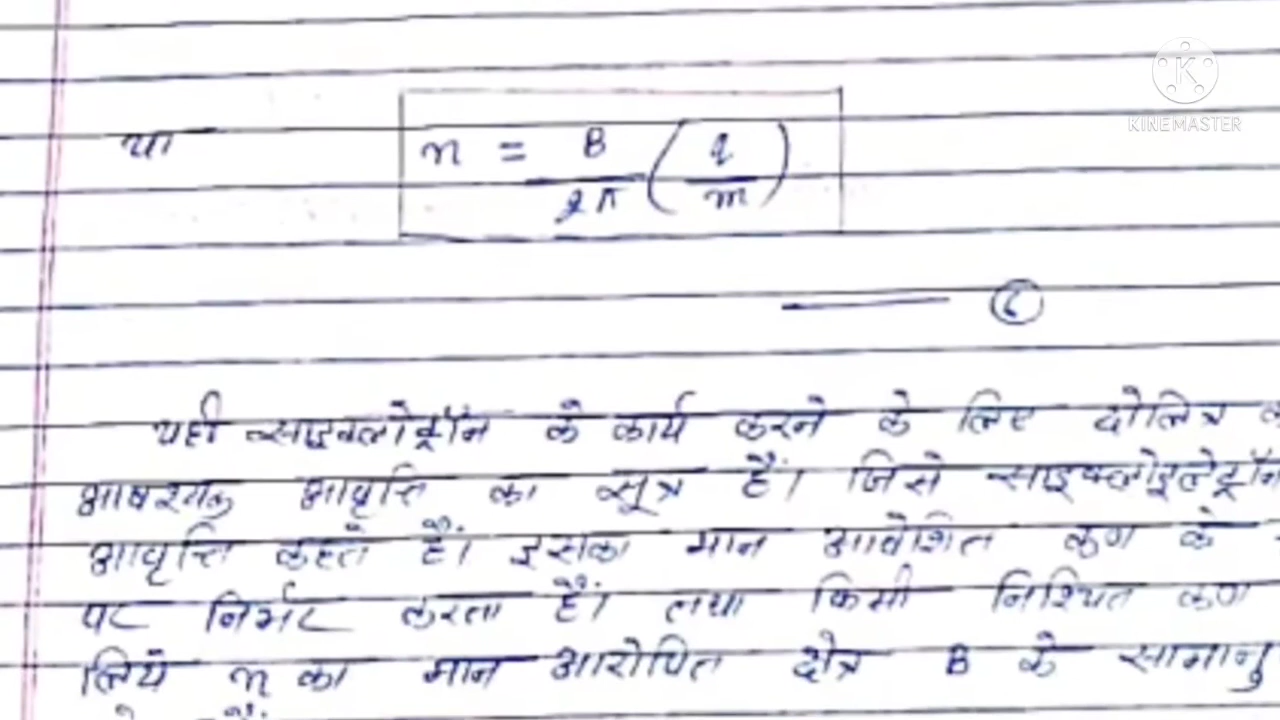 या n = B/2π (q/m)
KINEMASTER
6
यही साइक्लोट्रॉन के कार्य करने के लिए दोलित्र
आवश्यक आवृत्ति का सूत्र हैं। जिसे साइक्लोइलेट्रॉन
आवृत्ति कहते हैं। इसका मान आवेशित कण के
पर निर्भर करता हैं। तथा किसी निश्चित कण
लिये n का मान आरोपित क्षेत्र B के सामानु